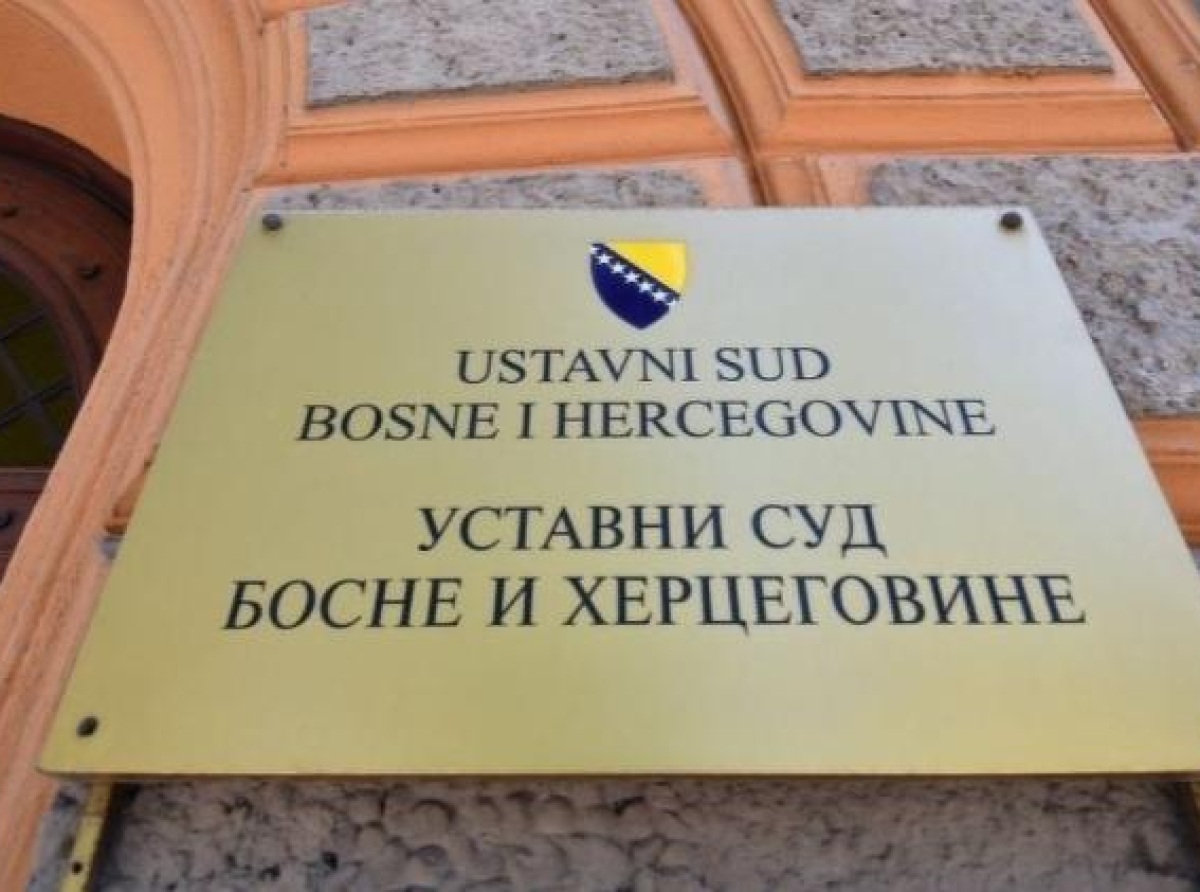 USTAVNI SUD
BOSNE I HERCEGOVINE
УСТАВНИ СУД
БОСНЕ И ХЕРЦЕГОВИНЕ